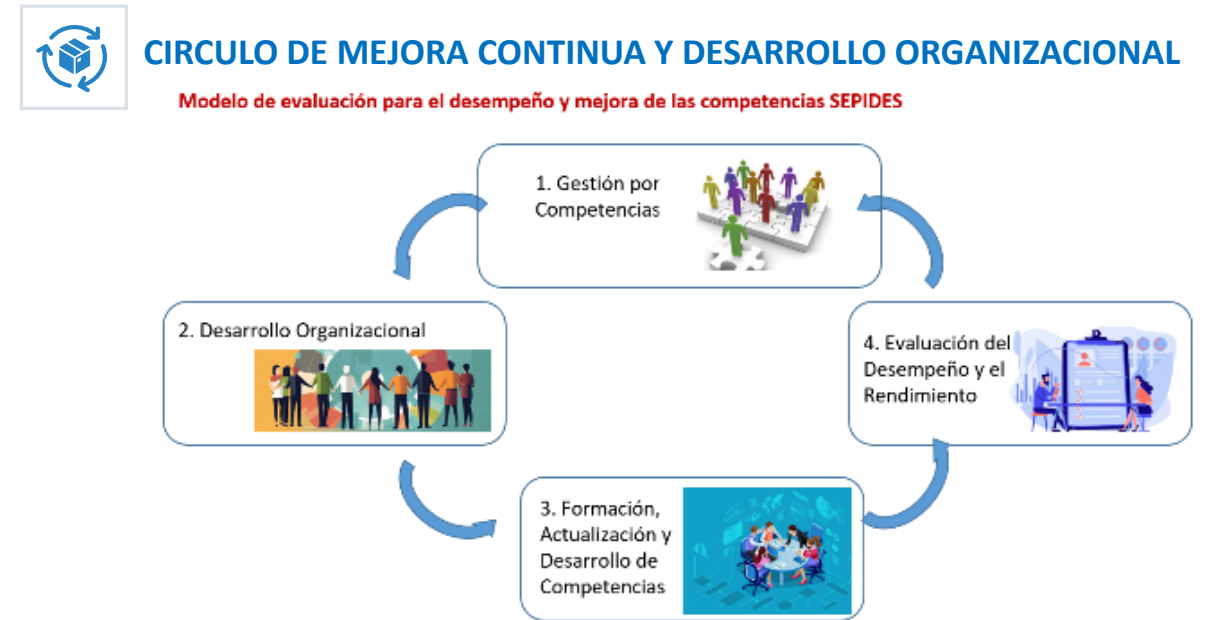 CIRCULO DE MEJORA CONTINUA Y DESARROLLO ORGANIZACIONAL
Modelo de evaluación para el desempeño y mejora de las competencias SEPIDES
1. Gestión por
Competencias
2. Desarrollo Organizacional
3. Formación,
Actualización y
Desarrollo de
Competencias
4. Evaluación del
Desempeño y el
Rendimiento